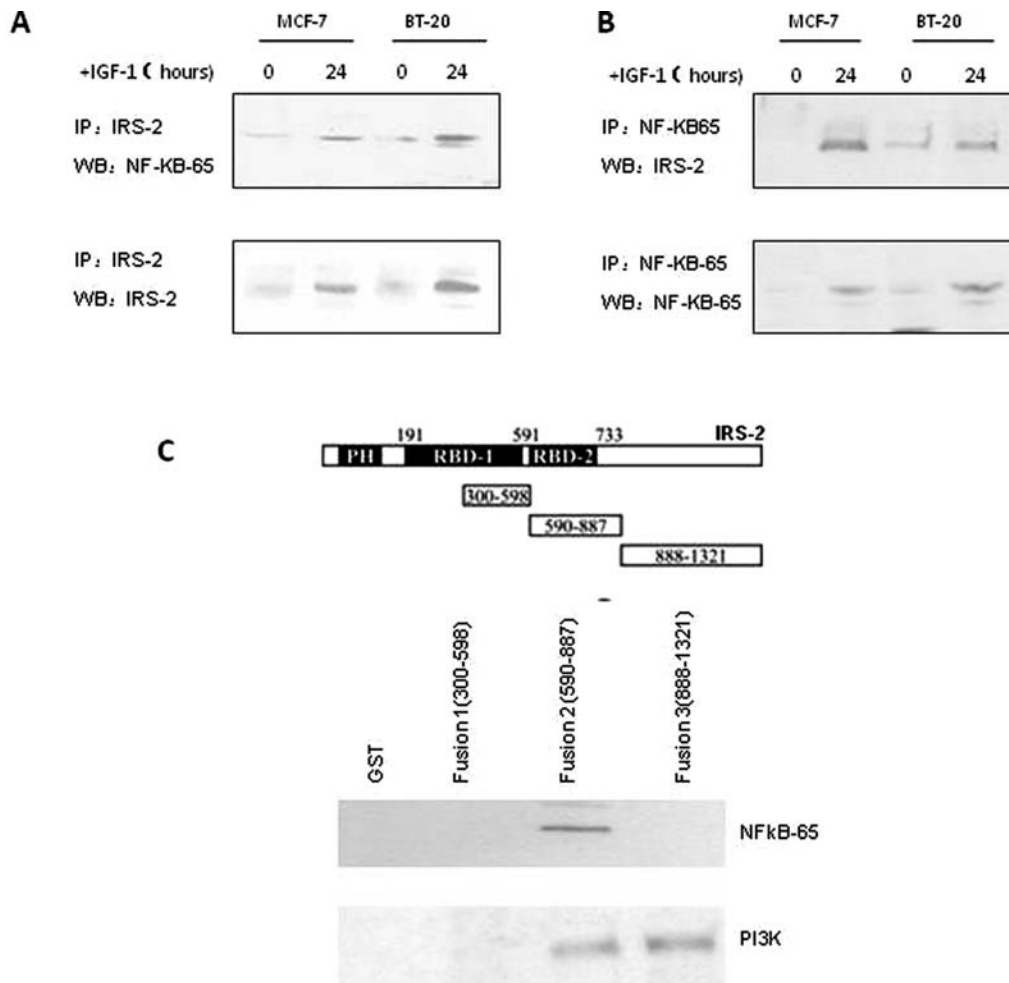 A
MCF-7 BT-20
+IGF-1 ( hours) 0 24 0 24
IP: IRS-2
WB: NF-KB-65
IP: IRS-2
WB: IRS-2
B
MCF-7 BT-20
+IGF-1 ( hours) 0 24 0 24
IP: NF-KB65
WB: IRS-2
IP: NF-KB-65
WB: NF-KB-65
C
191 591 733 IRS-2
PH RBD-1 RBD-2
300-598
590-887
888-1321
GST
Fusion 1(300-598)
Fusion 2(590-887)
Fusion 3(888-1321)
NFkB-65
PI3K